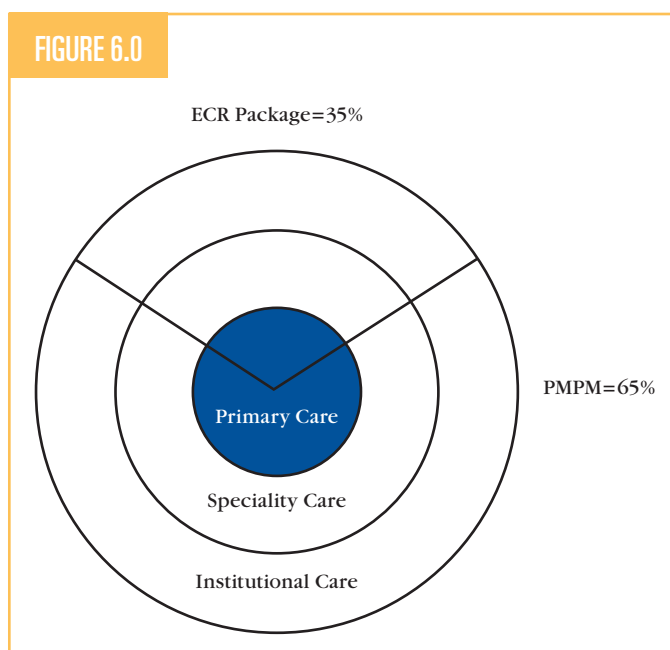 FIGURE 6.0
ECR Package=35%
PMPM=65%
Primary Care
Speciality Care
Institutional Care